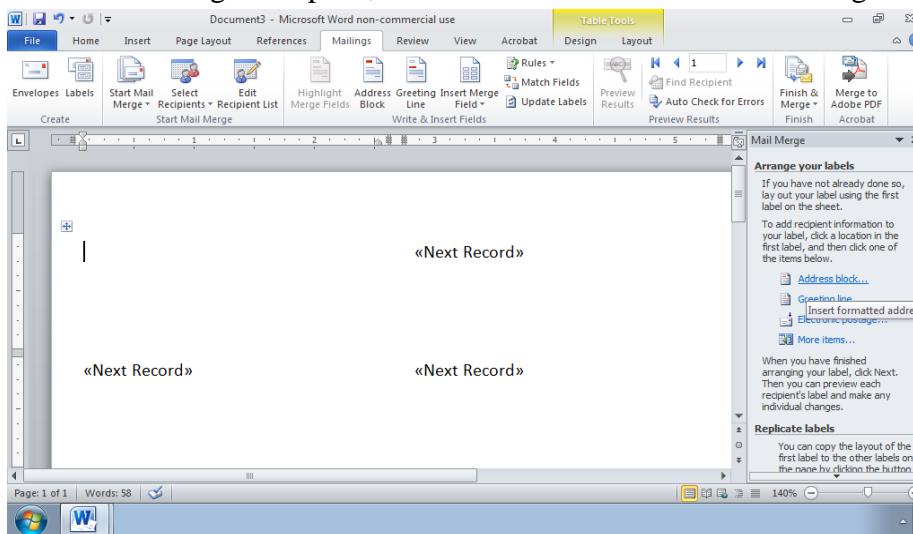 Document3 - Microsoft Word non-commercial use
Table Tools
File Home Insert Page Layout References Mailings Review View Acrobat Design Layout
Envelopes Labels
Start Mail Merge Select Recipients Edit Recipient List
Highlight Merge Fields Address Block Greeting Line Insert Merge Field
Rules
Match Fields
Update Labels
Preview Results
1
Find Recipient
Auto Check for Errors
Finish & Merge
Merge to Adobe PDF
Create Start Mail Merge Write & Insert Fields Preview Results Finish Acrobat
L
1 2 3 4 5
Mail Merge
Arrange your labels
If you have not already done so,
lay out your label using the first
label on the sheet.
To add recipient information to
your label, click a location in the
first label, and then click one of
the items below.
Address block...
Greeting line
Insert formatted addre
Electronic postage...
More items...
When you have finished
arranging your label, click Next.
Then you can preview each
recipient's label and make any
individual changes.
Replicate labels
You can copy the layout of the
first label to the other labels on
the page by clicking the button
«Next Record»
«Next Record» «Next Record»
Page: 1 of 1 Words: 58 140%
W